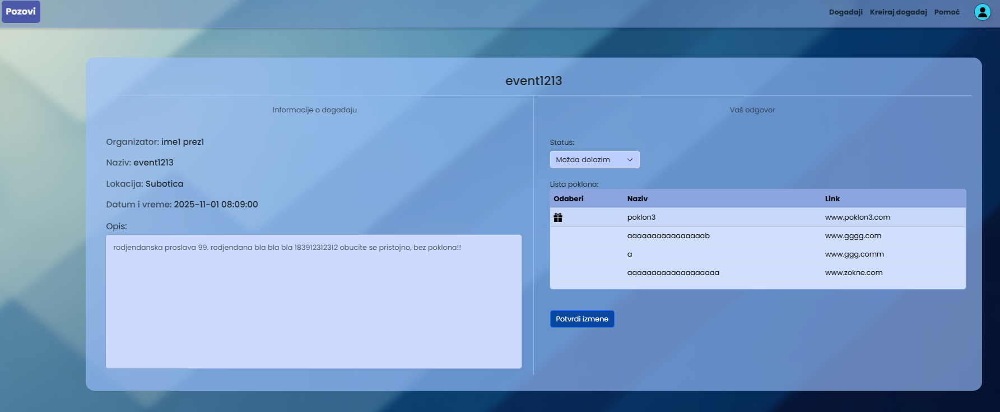 Pozovi
Događaji Kreiraj događaj Pomoć
event1213
Informacije o događaju
Organizator: ime1 prez1
Naziv: event1213
Lokacija: Subotica
Datum i vreme: 2025-11-01 08:09:00
Opis:
rodjendanska proslava 99. rodjendana bla bla bla 183912312312 obucite se pristojno, bez poklona!!
Vaš odgovor
Status:
Možda dolazim
Lista poklona:
Odaberi Naziv Link
poklon3 www.poklon3.com
aaaaaaaaaaaaaaaab www.gggg.com
a www.ggg.comm
aaaaaaaaaaaaaaaaaaa www.zokne.com
Potvrdi izmene